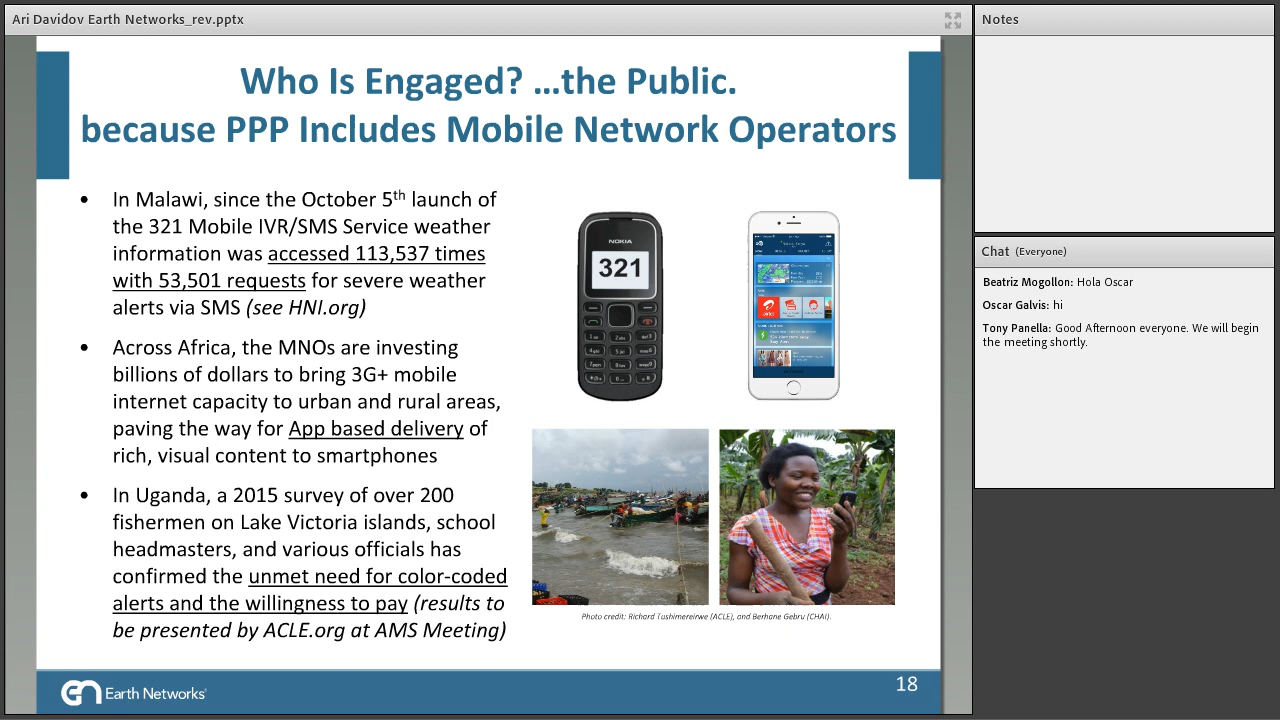 Ari Davidov Earth Networks_rev.pptx
Who Is Engaged? …the Public.
because PPP Includes Mobile Network Operators
• In Malawi, since the October 5th launch of
the 321 Mobile IVR/SMS Service weather
information was accessed 113,537 times
with 53,501 requests for severe weather
alerts via SMS (see HNI.org)
• Across Africa, the MNOs are investing
billions of dollars to bring 3G+ mobile
internet capacity to urban and rural areas,
paving the way for App based delivery of
rich, visual content to smartphones
• In Uganda, a 2015 survey of over 200
fishermen on Lake Victoria islands, school
headmasters, and various officials has
confirmed the unmet need for color-coded
alerts and the willingness to pay (results to
be presented by ACLE.org at AMS Meeting)
NOKIA
321
airtel
Photo credit: Richard Tushimereirwe (ACLE), and Berhane Gebru (CHAI).
Earth Networks
18
Notes
Chat (Everyone)
Beatriz Mogollon: Hola Oscar
Oscar Galvis: hi
Tony Panella: Good Afternoon everyone. We will begin
the meeting shortly.